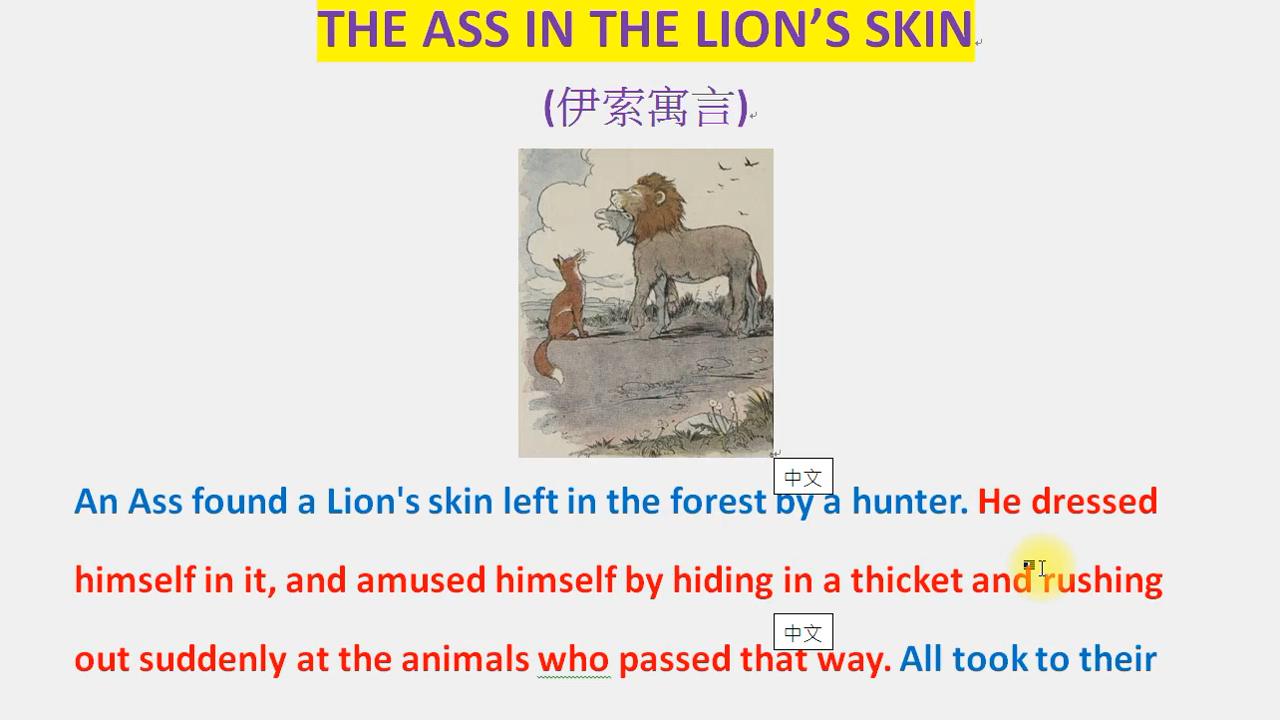 THE ASS IN THE LION’S SKIN
(伊索寓言)
中文
An Ass found a Lion's skin left in the forest by a hunter. He dressed
himself in it, and amused himself by hiding in a thicket and rushing
中文
out suddenly at the animals who passed that way. All took to their